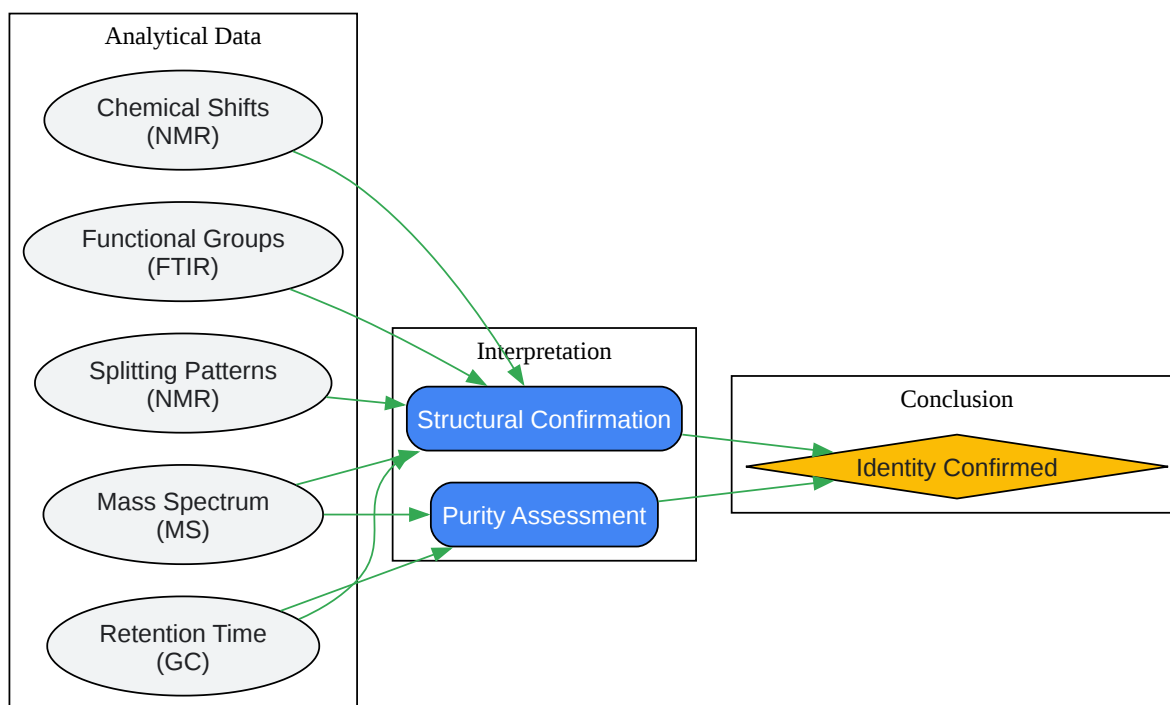 Analytical Data
Chemical Shifts
(NMR)
Functional Groups
(FTIR)
Splitting Patterns
(NMR)
Mass Spectrum
(MS)
Retention Time
(GC)
Interpretation
Structural Confirmation
Purity Assessment
Conclusion
Identity Confirmed